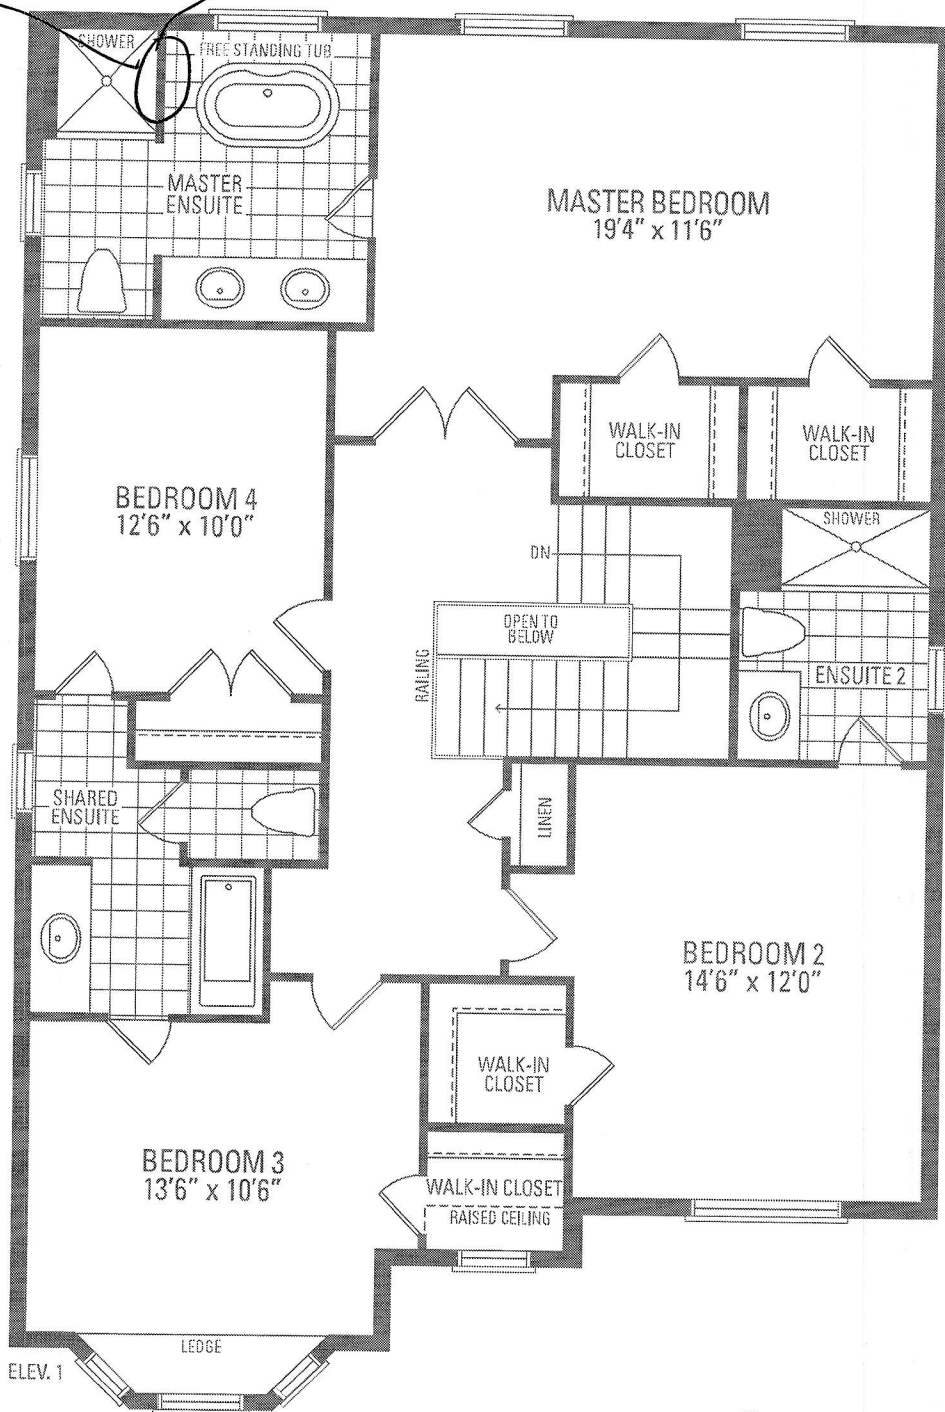 SHOWER
FREE STANDING TUB
MASTER
ENSUITE
MASTER BEDROOM
19'4" x 11'6"
WALK-IN
CLOSET
WALK-IN
CLOSET
BEDROOM 4
12'6" x 10'0"
SHOWER
DN
OPEN TO
BELOW
RAILING
ENSUITE 2
SHARED
ENSUITE
LINEN
BEDROOM 2
14'6" x 12'0"
WALK-IN
CLOSET
BEDROOM 3
13'6" x 10'6"
WALK-IN CLOSET
RAISED CEILING
LEDGE
ELEV. 1